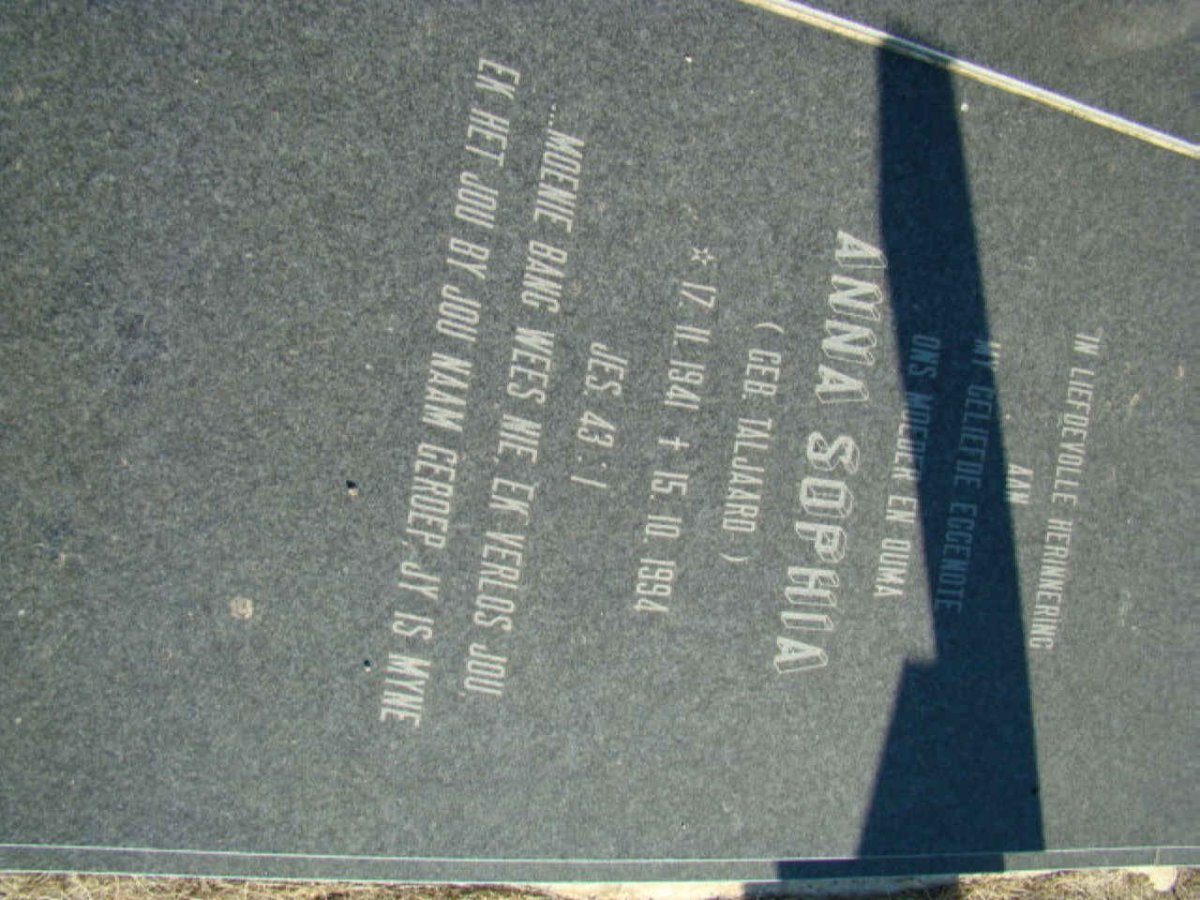 'IN LIEFDEVOLLE HERINNERING
AAN
MY GELIEFDE EGGENOTE
ONS MOEDER EN OUMA
ANNA SOPHIA
( GEB. TALJAARD )
☆ 17. 11. 1941 † 15. 10. 1994
JES. 43 : 1
...MOENIE BANG WEES NIE EK VERLOS JOU,
EK HET JOU BY JOU NAAM GEROEP, JY IS MYNE